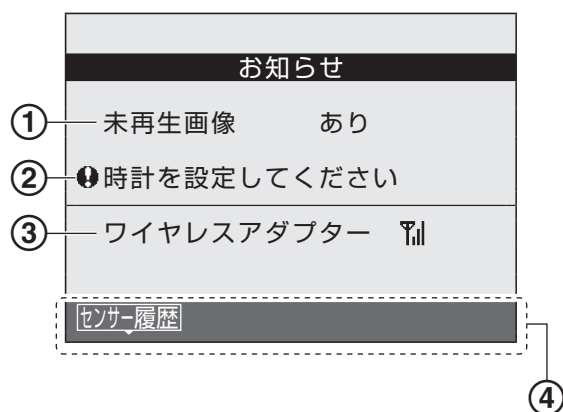 お知らせ
① 未再生画像 あり
② 時計を設定してください
③ ワイヤレスアダプター
センサー履歴
④